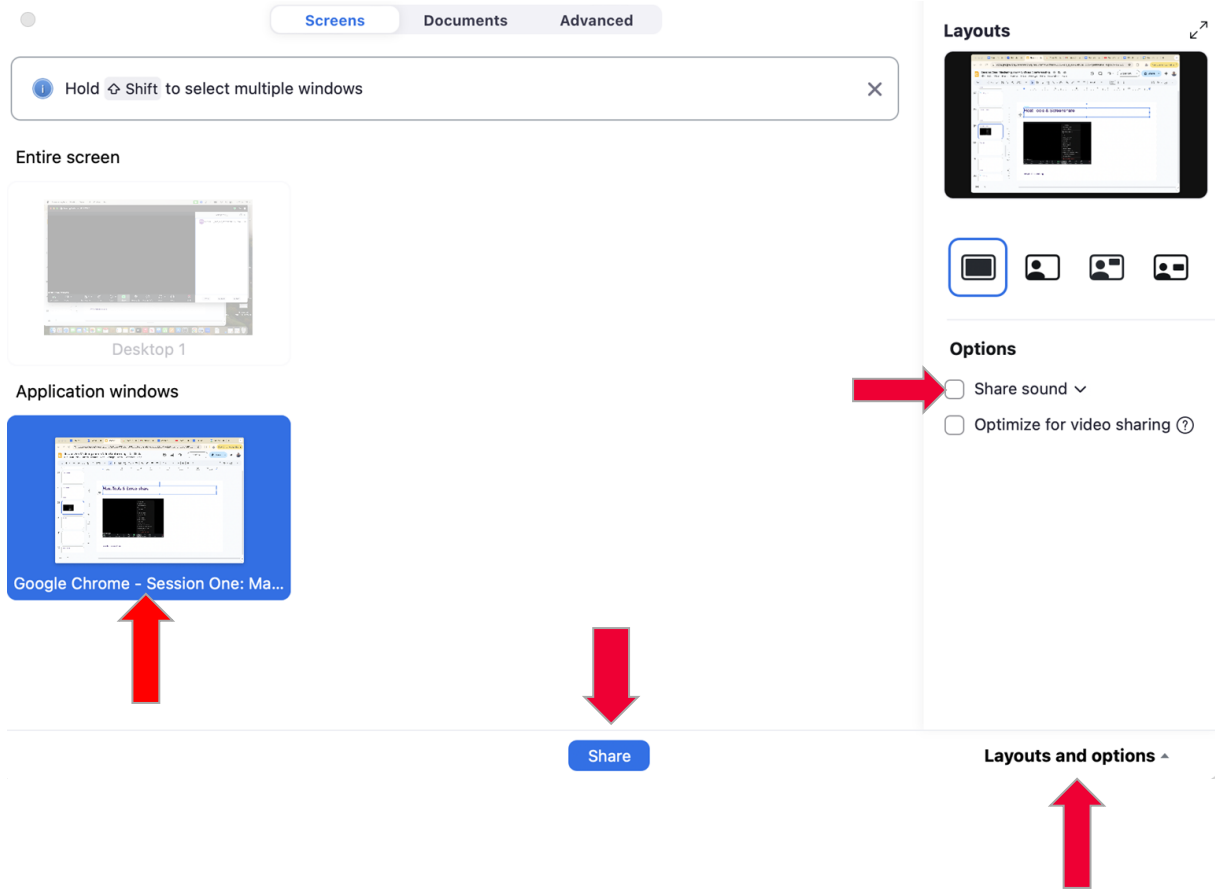 Screens Documents Advanced
Hold ⇧ Shift to select multiple windows
Entire screen
Desktop 1
Application windows
Google Chrome - Session One: Ma...
Share
Layouts
Options
Share sound
Optimize for video sharing
Layouts and options